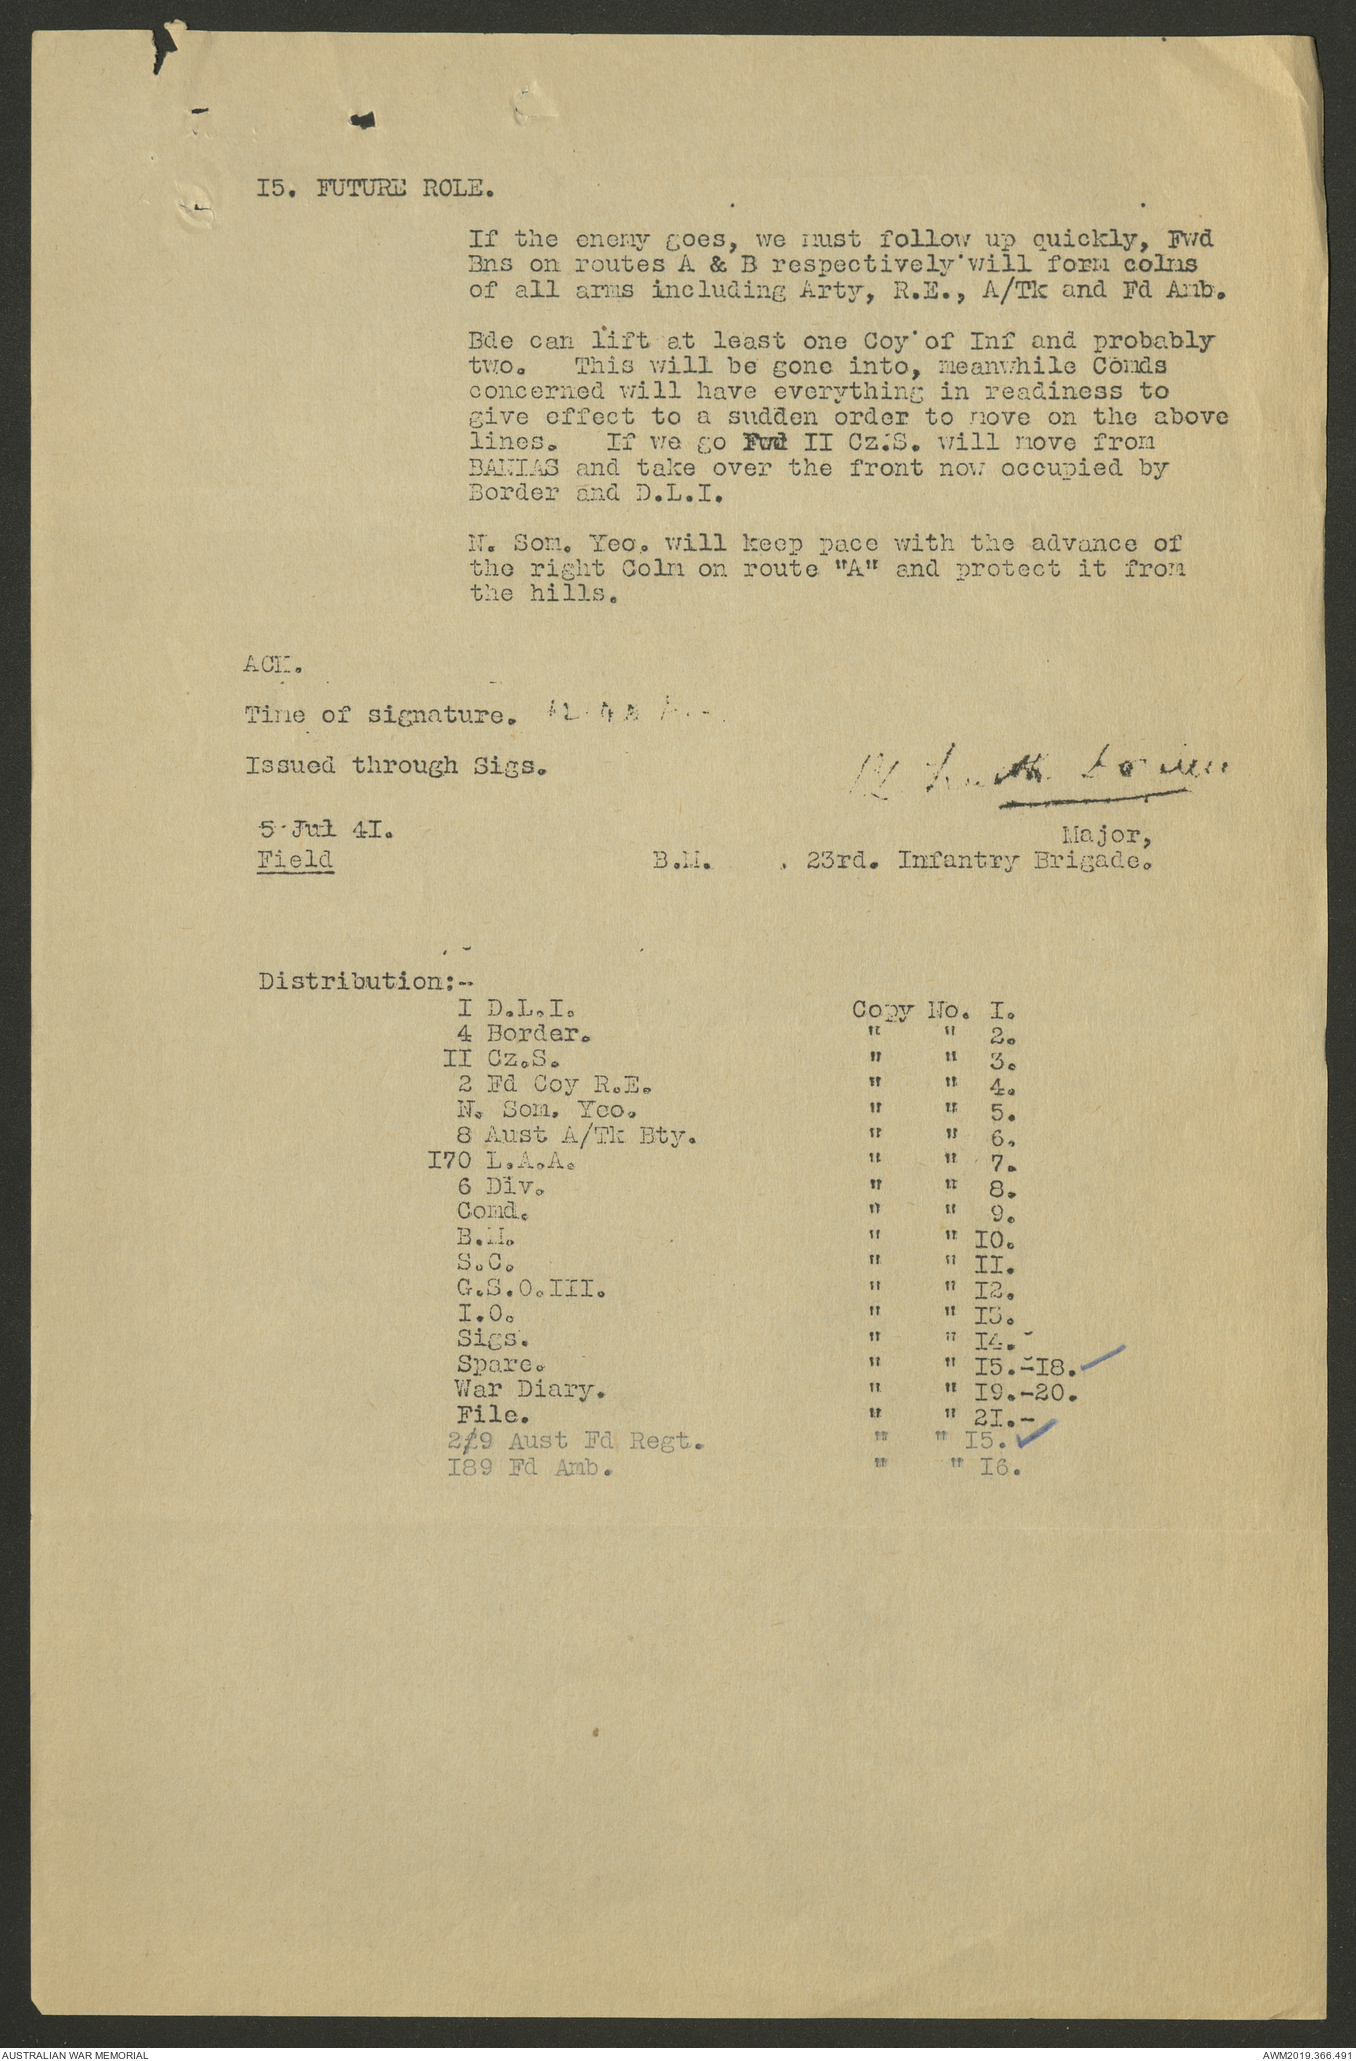 I5. FUTURE ROLE.
If the enemy goes, we must follow up quickly, Fwd
Bns on routes A & B respectively will form colms
of all arms including Arty, R.E., A/Tk and Fd Amb.
Bde can lift at least one Coy of Inf and probably
two. This will be gone into, meanwhile Comds
concerned will have everything in readiness to
give effect to a sudden order to move on the above
lines. If we go Fwd II Cz.S. will move from
BANIAS and take over the front now occupied by
Border and D.L.I.
N. Som. Yeo. will keep pace with the advance of
the right Colm on route "A" and protect it from
the hills.
ACK.
Time of signature.
Issued through Sigs.
5 Jul 4I.
Major,
Field B.M. , 23rd. Infantry Brigade.
Distribution:-
I D.L.I. Copy No. I.
4 Border. " " 2.
II Cz.S. " " 3.
2 Fd Coy R.E. " " 4.
N. Som. Yeo. " " 5.
8 Aust A/Tk Bty. " " 6.
I70 L.A.A. " " 7.
6 Div. " " 8.
Comd. " " 9.
B.M. " " I0.
S.C. " " II.
G.S.O.III. " " I2.
I.O. " " I3.
Sigs. " " I4.
Spare. " " I5.-I8.
War Diary. " " I9.-20.
File. " " 2I.-
2/9 Aust Fd Regt. " " I5.
I89 Fd Amb. " " I6.
AUSTRALIAN WAR MEMORIAL
AWM2019.366.491